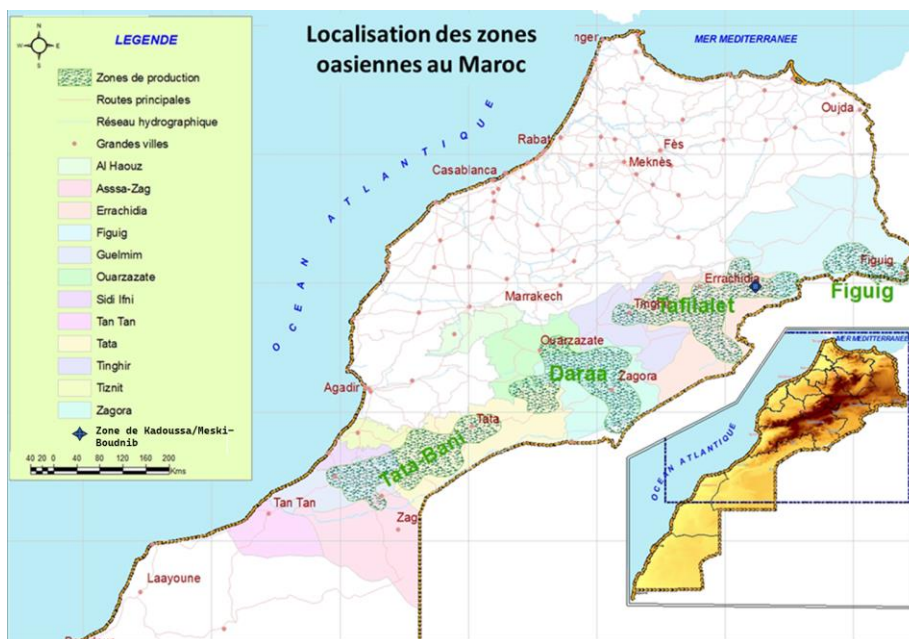 Localisation des zones
oasiennes au Maroc
LEGENDE
N
W
E
S
Zones de production
Routes principales
Réseau hydrographique
Grandes villes
Al Haouz
Asssa-Zag
Errachidia
Figuig
Guelmim
Ouarzazate
Sidi Ifni
Tan Tan
Tata
Tinghir
Tiznit
Zagora
Zone de Kadoussa/Meski-
Boudnib
40 20 0 40 80 120 160 200
Kms
MER MEDITERRANEE
OCEAN ATLANTIQUE
nger
Oujda
Rabat
Fès
Meknès
Casablanca
Marrakech
Errachidia
Figuig
Figuig
Tafilalet
Ouarzazate
Daraa
Zagora
Agadir
Tata
Tata-Bani
Tan Tan
Zag
Laayoune
MER MEDITERRANEE
OCEAN ATLANTIQUE